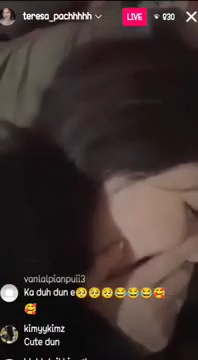 teresa_pachhhhh
LIVE
930
vanlalpianpuii3
Ka duh dun e🥺🥺🥺😂😂😂🥰
🥰
kimyykimz
Cute dun